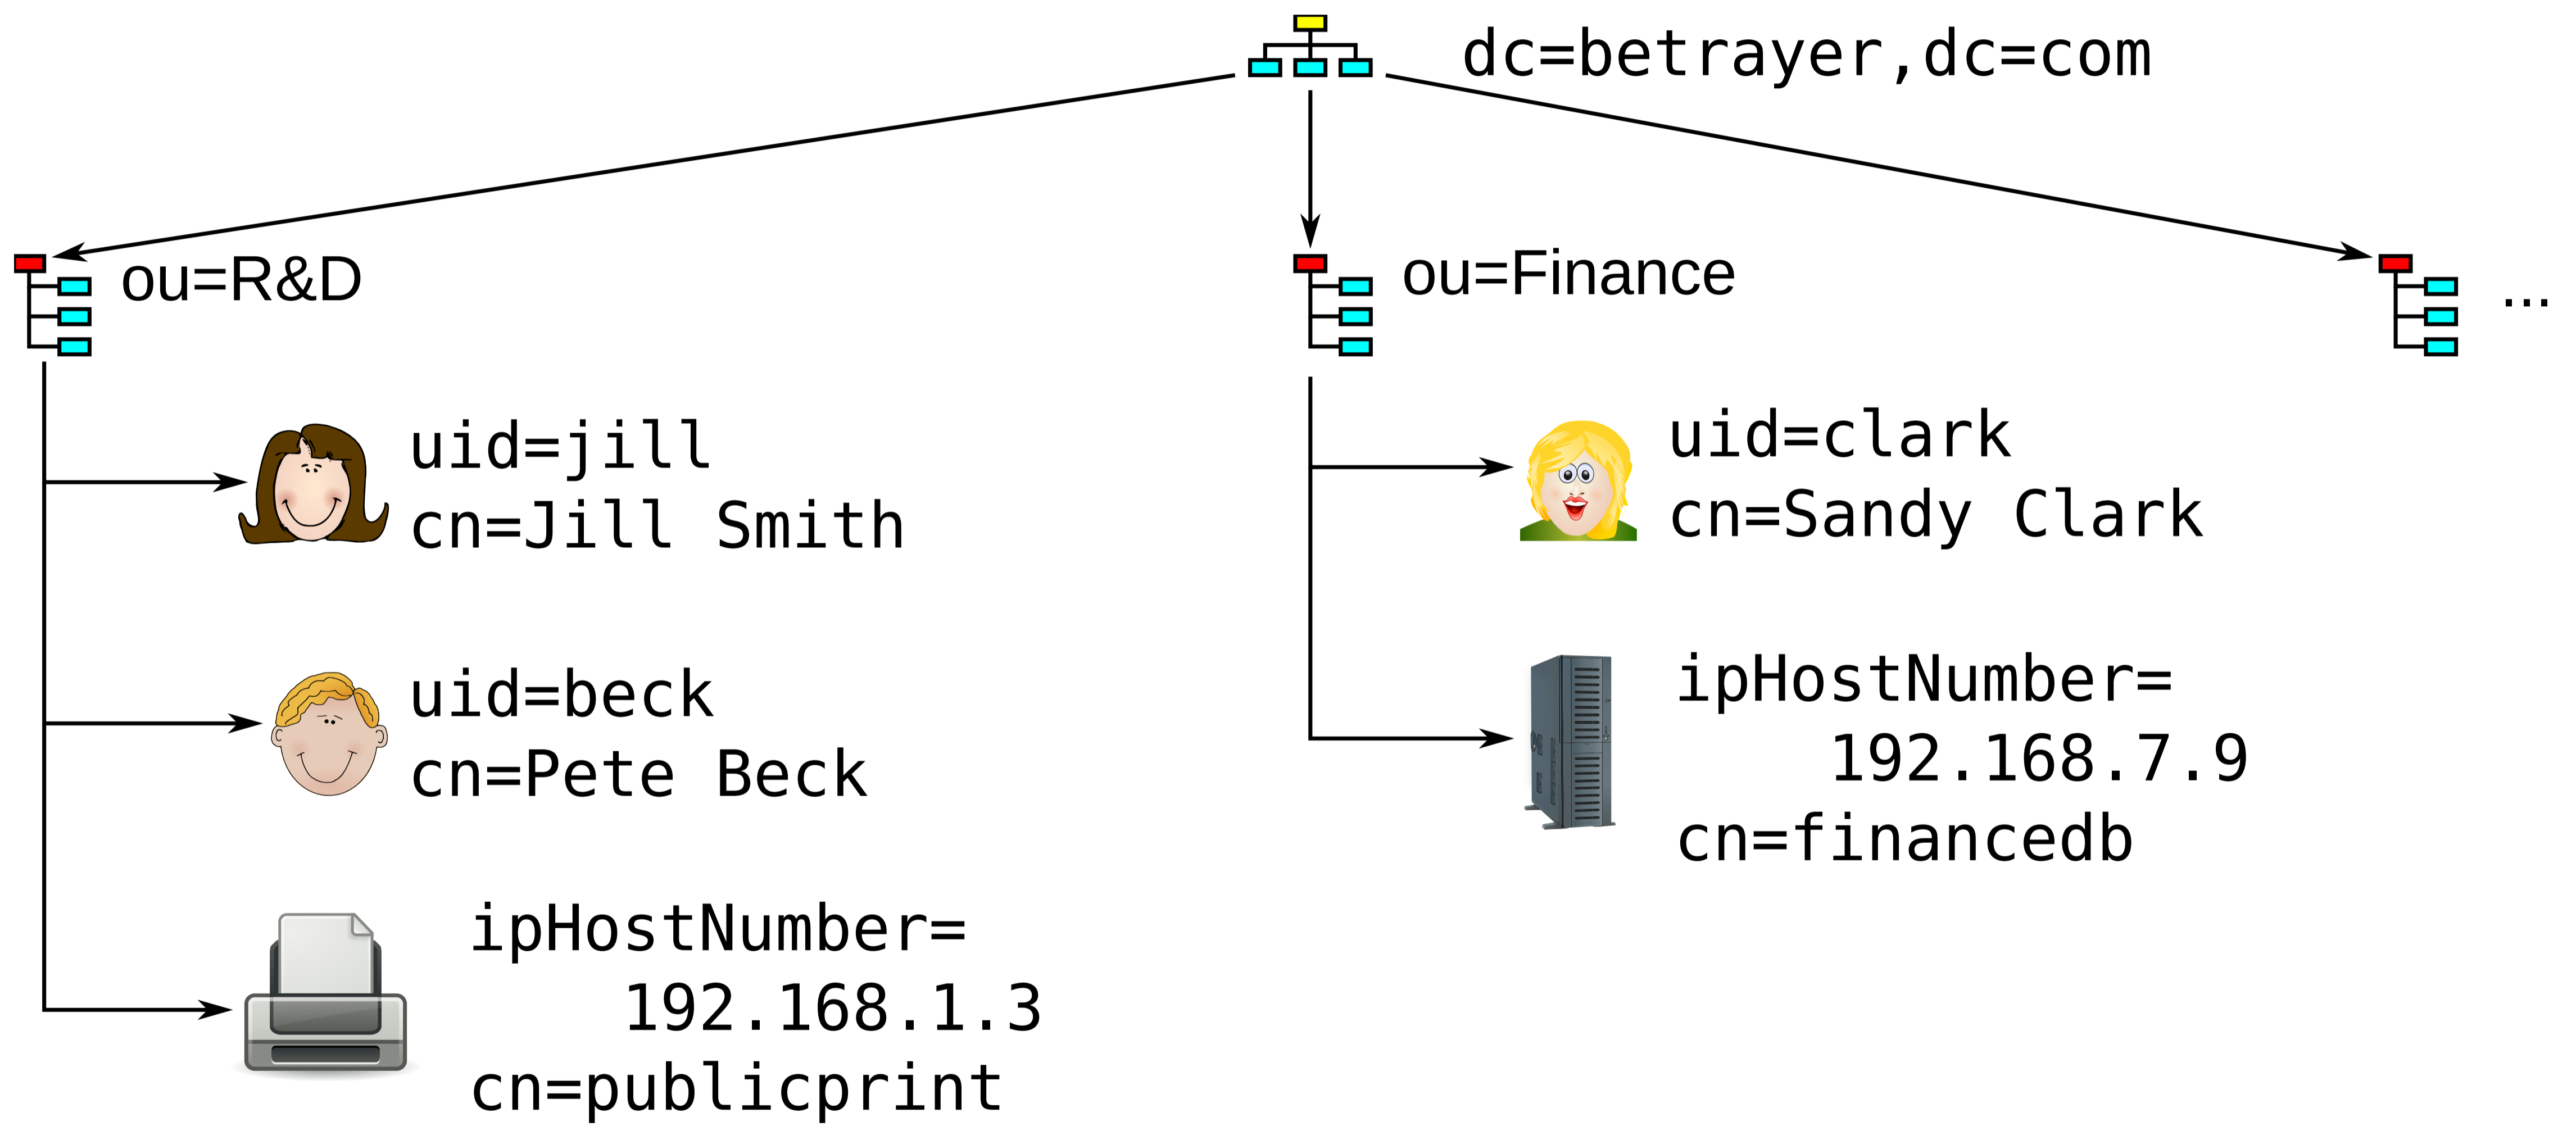 dc=betrayer,dc=com
ou=R&D
ou=Finance
...
uid=jill
cn=Jill Smith
uid=beck
cn=Pete Beck
ipHostNumber=
192.168.1.3
cn=publicprint
uid=clark
cn=Sandy Clark
ipHostNumber=
192.168.7.9
cn=financedb